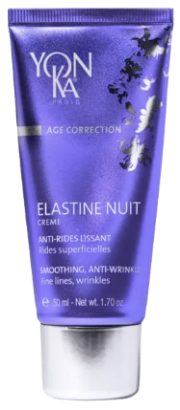 YON
KA
PARIS
AGE CORRECTION
ELASTINE NUIT
CRÈME
ANTI-RIDES LISSANT
Rides superficielles
SMOOTHING, ANTI-WRINKLE
Fine lines, wrinkles
e 50 ml - Net wt. 1.70 oz.